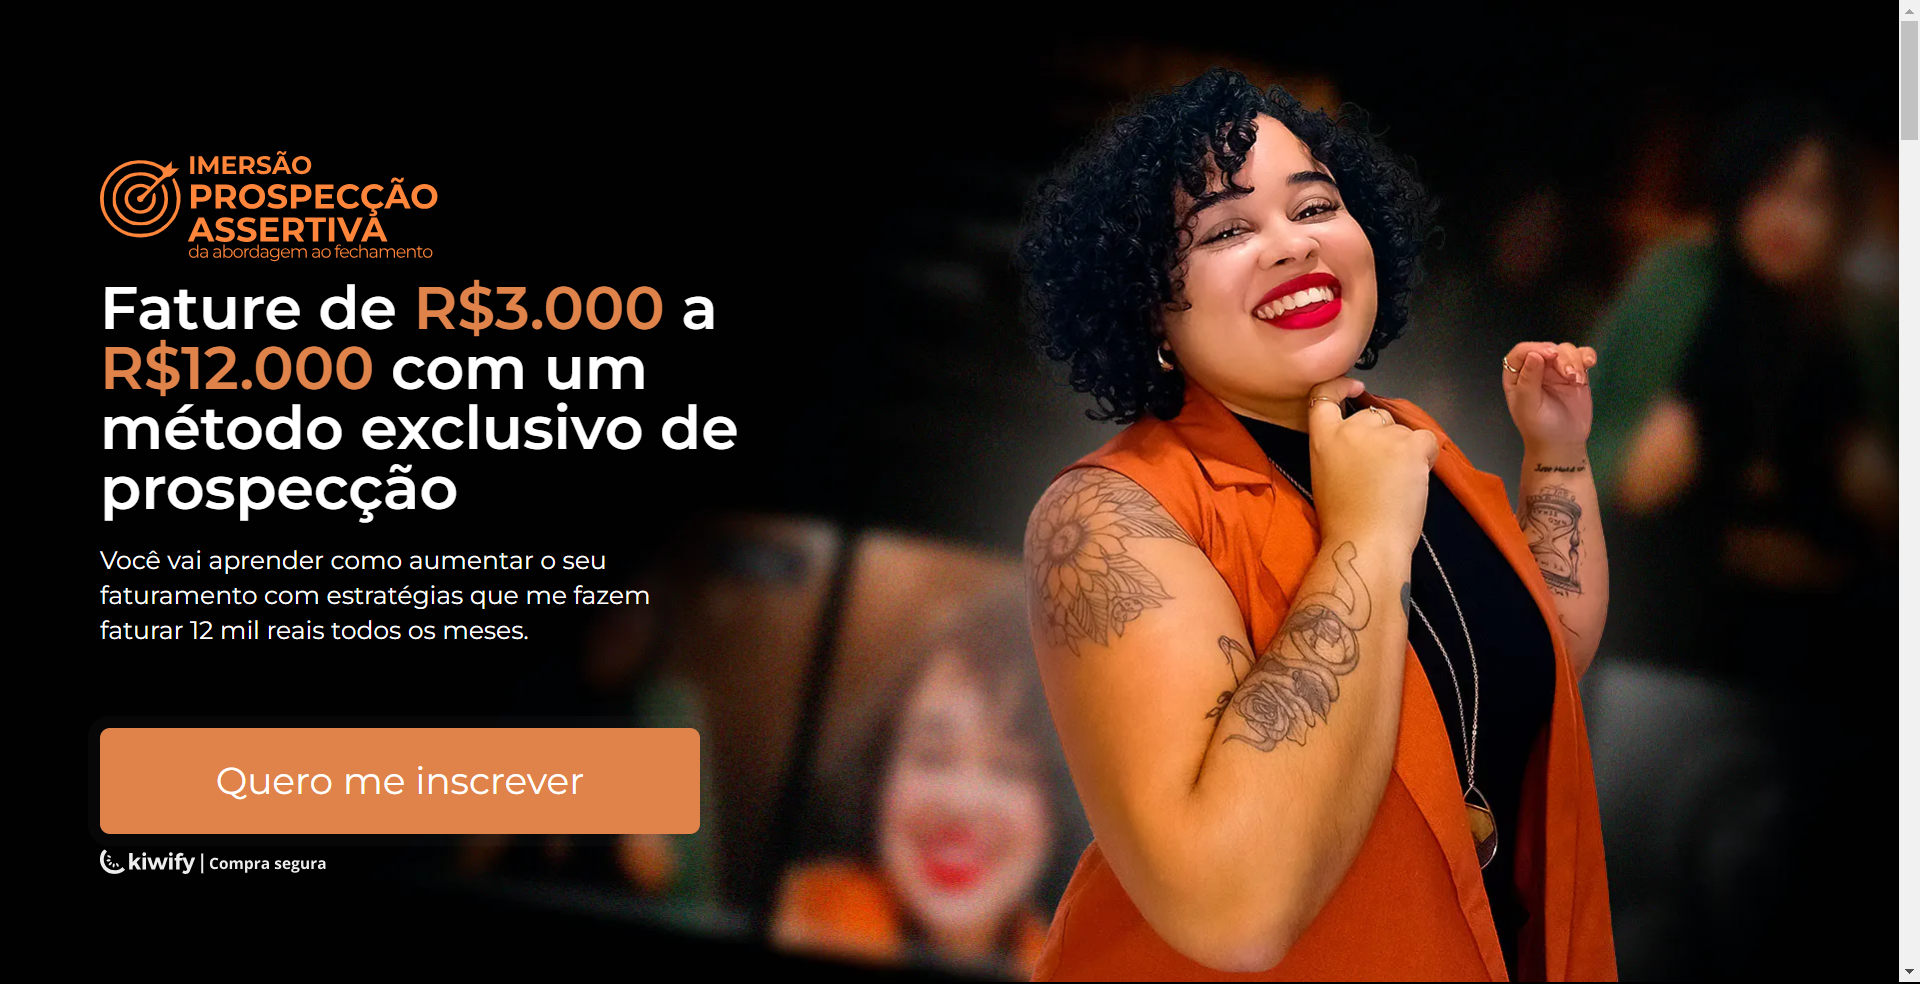 IMERSÃO
PROSPECÇÃO
ASSERTIVA
da abordagem ao fechamento
Fature de R$3.000 a
R$12.000 com um
método exclusivo de
prospecção
Você vai aprender como aumentar o seu
faturamento com estratégias que me fazem
faturar 12 mil reais todos os meses.
Quero me inscrever
kiwify | Compra segura